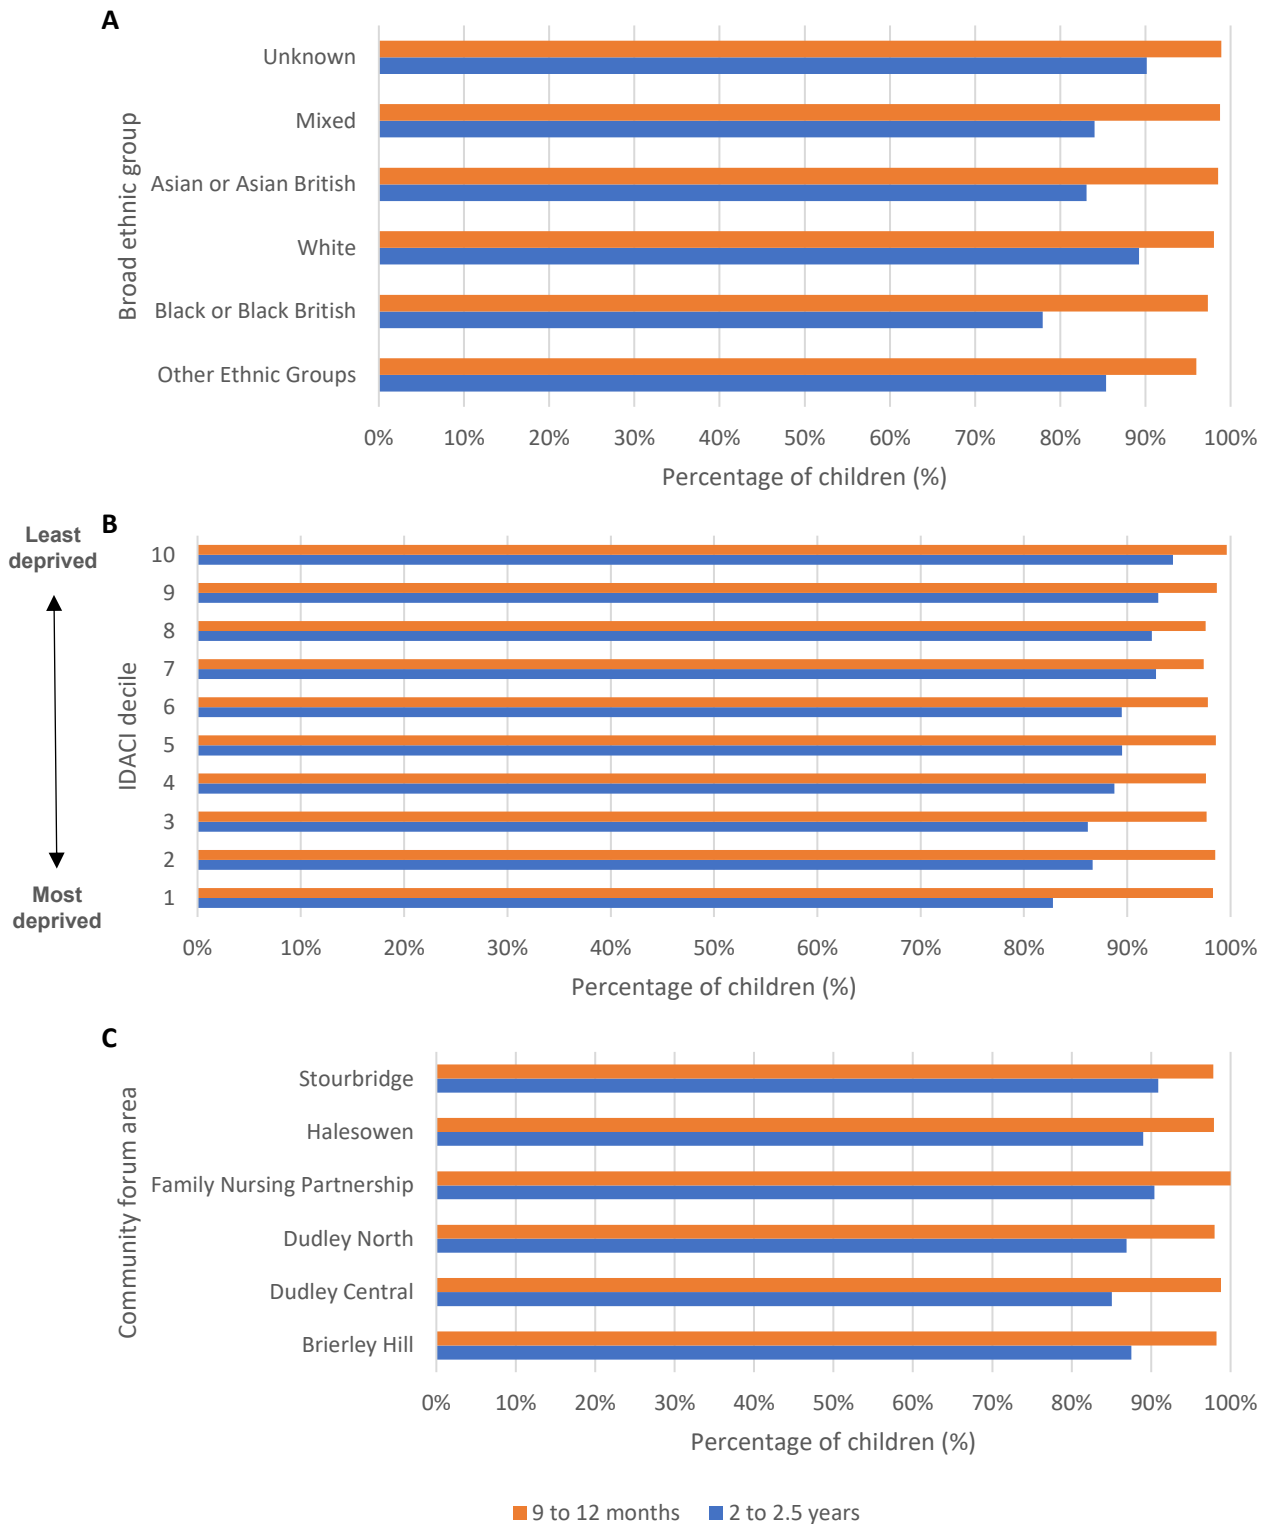 A
Broad ethnic group
Unknown
Mixed
Asian or Asian British
White
Black or Black British
Other Ethnic Groups
0% 10% 20% 30% 40% 50% 60% 70% 80% 90% 100%
Percentage of children (%)
B
Least
deprived
Most
deprived
IDACI decile
10
9
8
7
6
5
4
3
2
1
0% 10% 20% 30% 40% 50% 60% 70% 80% 90% 100%
Percentage of children (%)
C
Community forum area
Stourbridge
Halesowen
Family Nursing Partnership
Dudley North
Dudley Central
Brierley Hill
0% 10% 20% 30% 40% 50% 60% 70% 80% 90% 100%
Percentage of children (%)
9 to 12 months 2 to 2.5 years